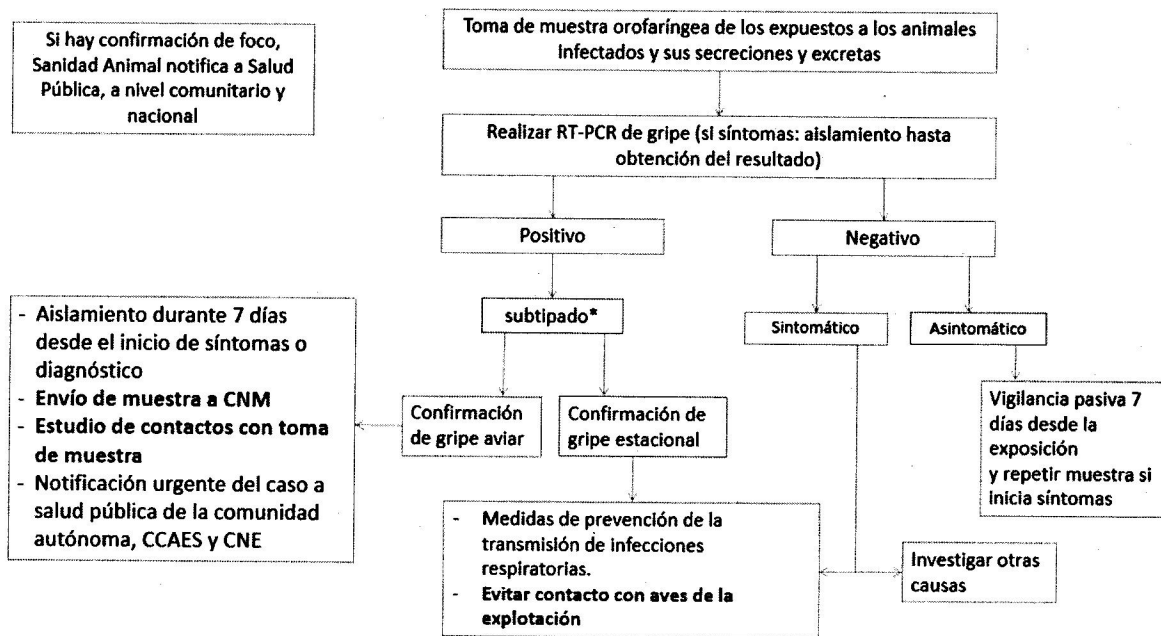 Si hay confirmación de foco,
Sanidad Animal notifica a Salud
Pública, a nivel comunitario y
nacional
Toma de muestra orofaríngea de los expuestos a los animales
infectados y sus secreciones y excretas
Realizar RT-PCR de gripe (si síntomas: aislamiento hasta
obtención del resultado)
Positivo
Negativo
subtipado*
Sintomático
Asintomático
- Aislamiento durante 7 días
desde el inicio de síntomas o
diagnóstico
- Envío de muestra a CNM
- Estudio de contactos con toma
de muestra
- Notificación urgente del caso a
salud pública de la comunidad
autónoma, CCAES y CNE
Confirmación
de gripe aviar
Confirmación de
gripe estacional
Vigilancia pasiva 7
días desde la
exposición
y repetir muestra si
inicia síntomas
- Medidas de prevención de la
transmisión de infecciones
respiratorias.
- Evitar contacto con aves de la
explotación
Investigar otras
causas